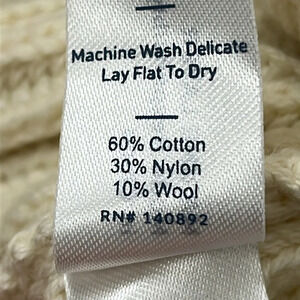 Machine Wash Delicate
Lay Flat To Dry
60% Cotton
30% Nylon
10% Wool
RN# 140892